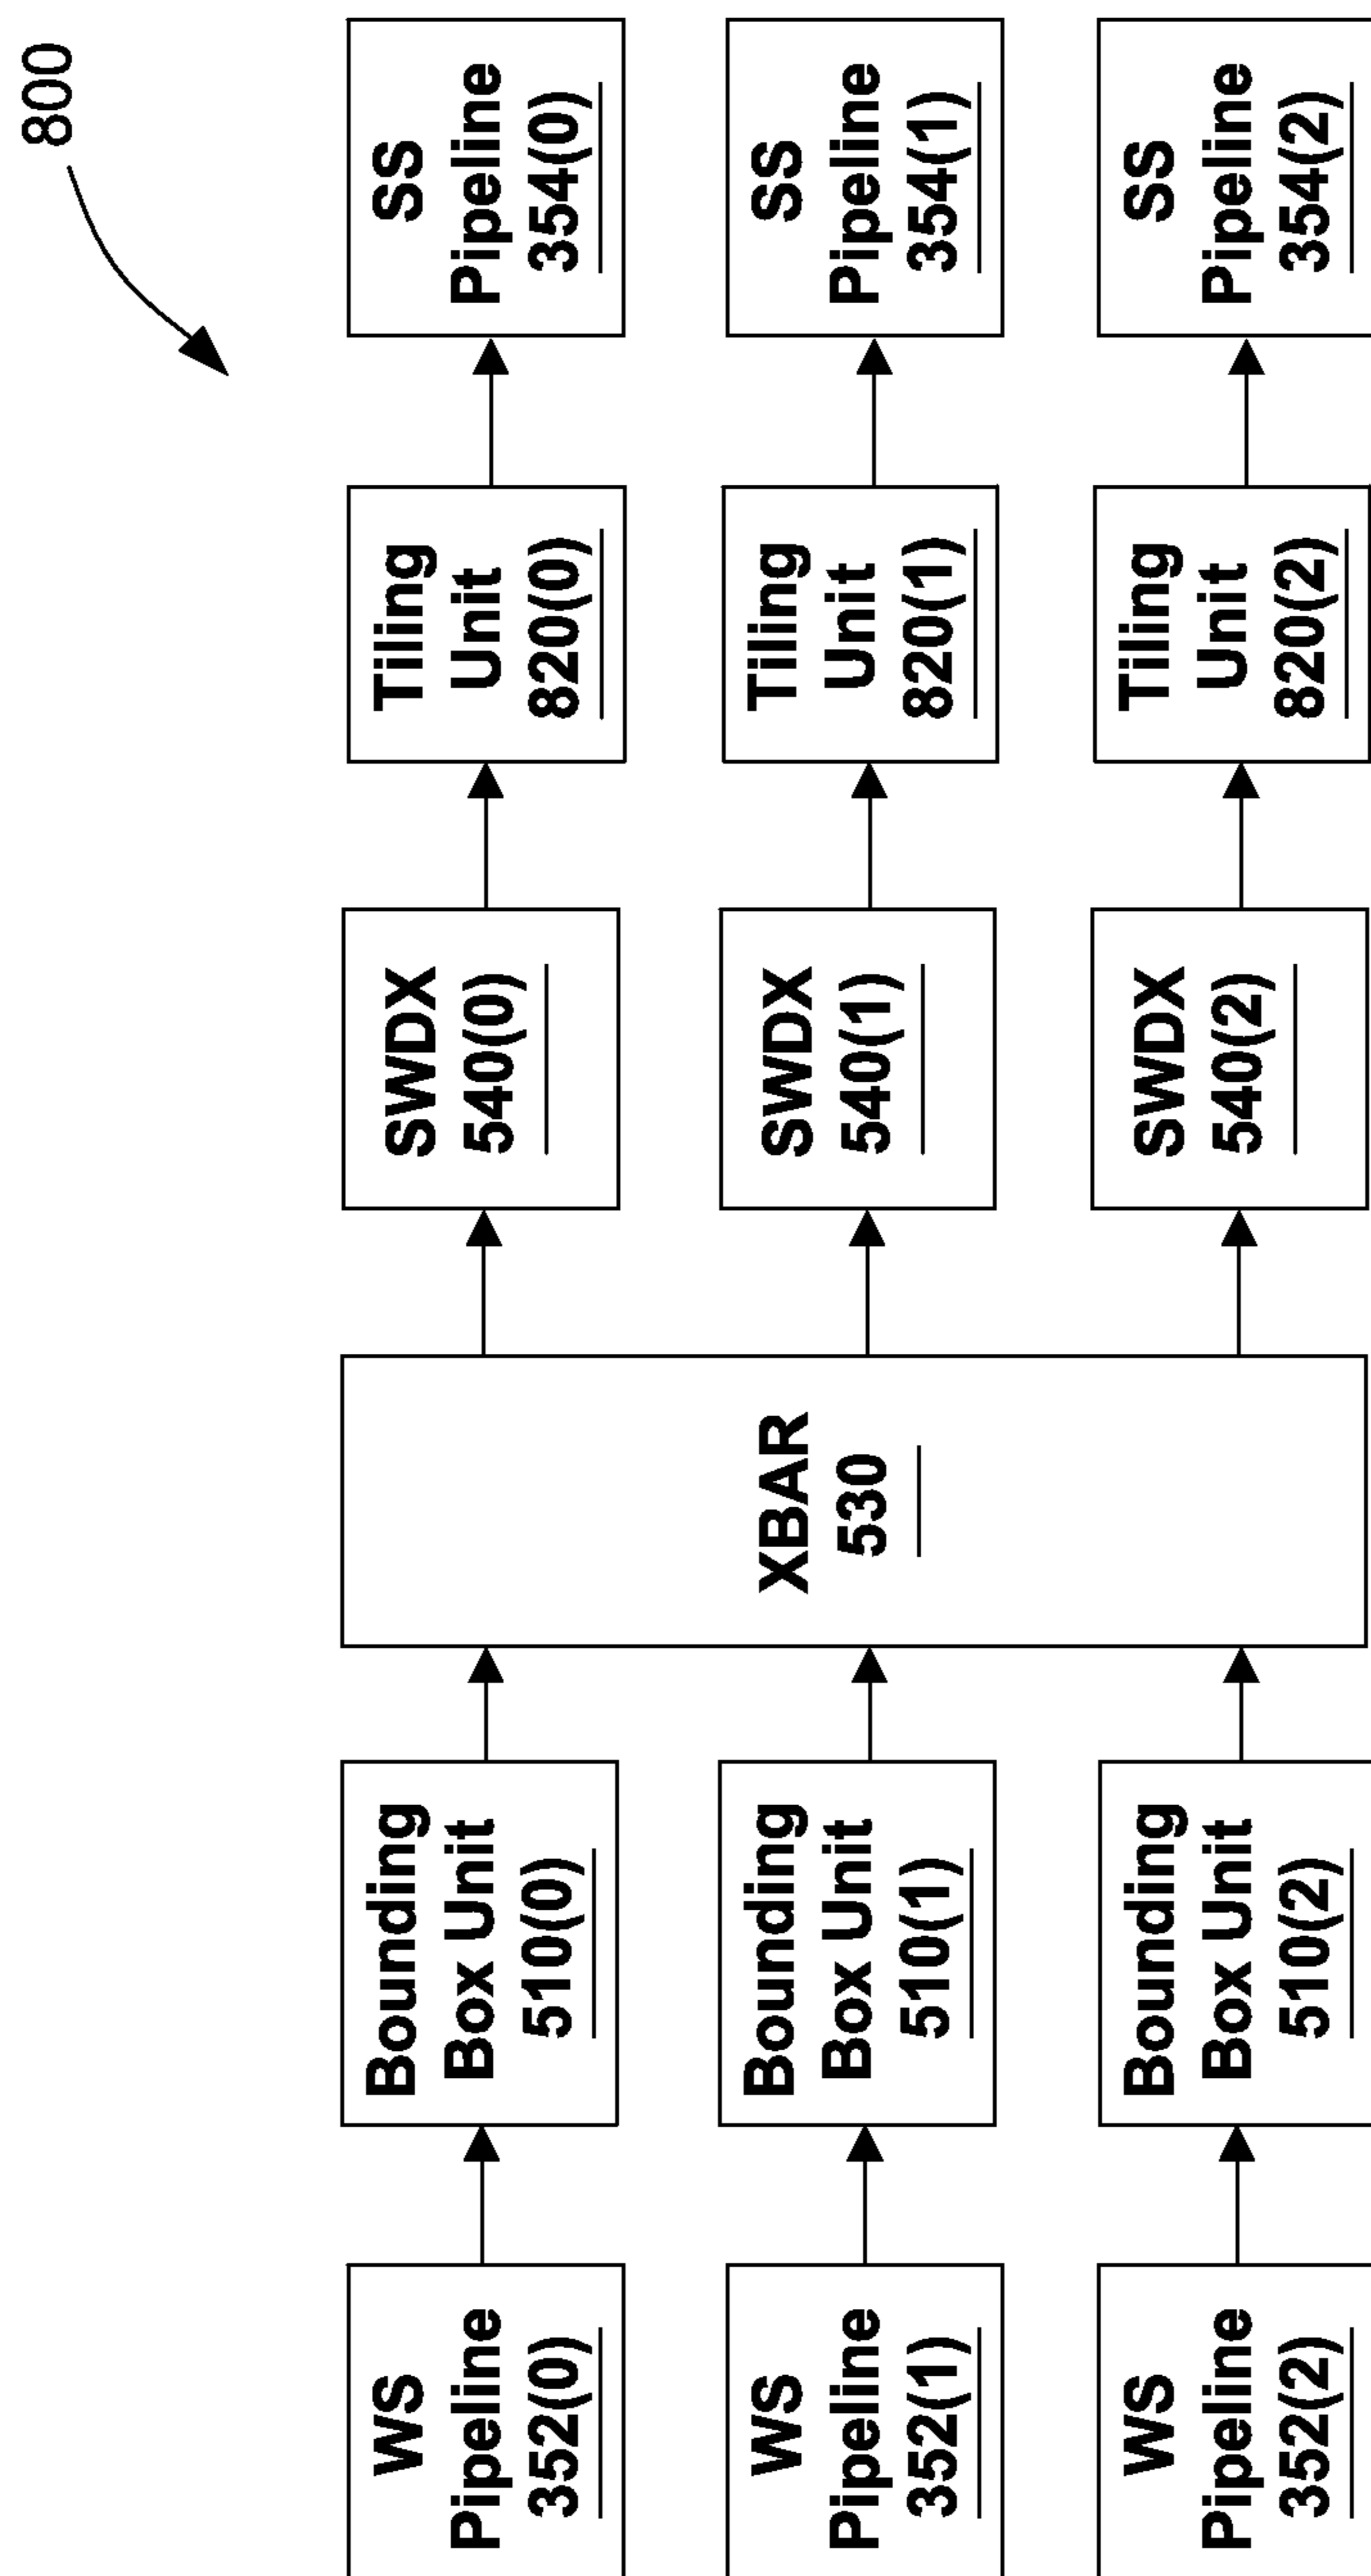 800
WS
Pipeline
352(0)
Bounding
Box Unit
510(0)
XBAR
530
SWDX
540(0)
Tiling
Unit
820(0)
SS
Pipeline
354(0)
WS
Pipeline
352(1)
Bounding
Box Unit
510(1)
SWDX
540(1)
Tiling
Unit
820(1)
SS
Pipeline
354(1)
WS
Pipeline
352(2)
Bounding
Box Unit
510(2)
SWDX
540(2)
Tiling
Unit
820(2)
SS
Pipeline
354(2)